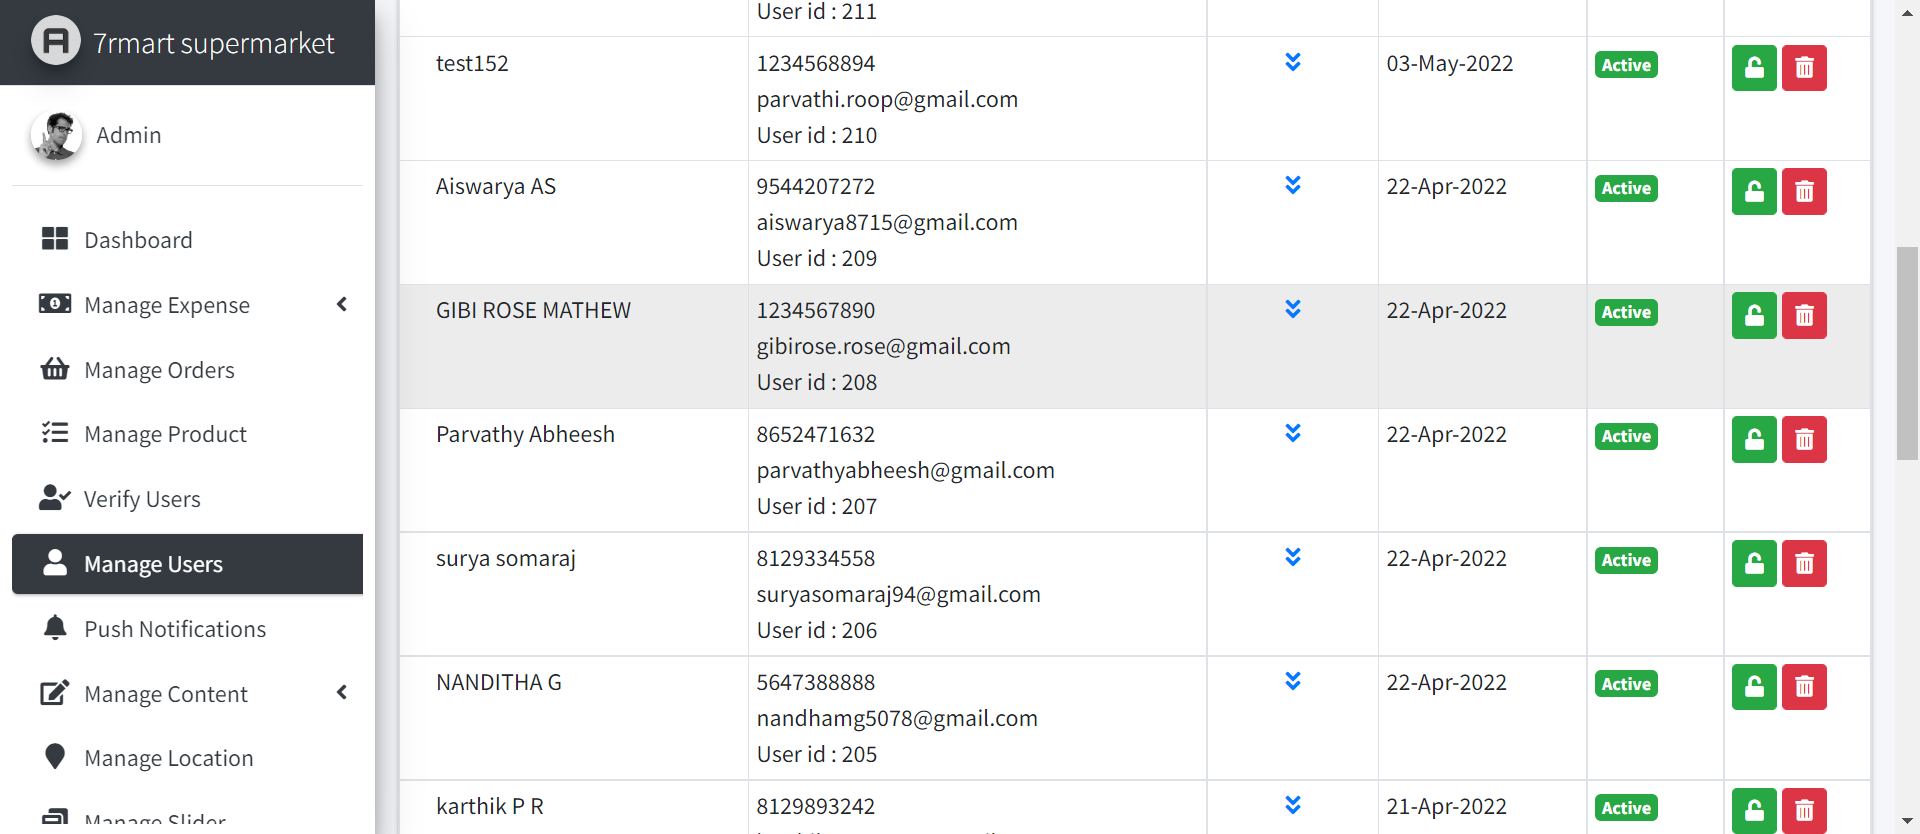 7rmart supermarket
Admin
Dashboard
Manage Expense
Manage Orders
Manage Product
Verify Users
Manage Users
Push Notifications
Manage Content
Manage Location
Manage Slider
User id : 211
test152
1234568894
parvathi.roop@gmail.com
User id : 210
03-May-2022
Active
Aiswarya AS
9544207272
aiswarya8715@gmail.com
User id : 209
22-Apr-2022
Active
GIBI ROSE MATHEW
1234567890
gibirose.rose@gmail.com
User id : 208
22-Apr-2022
Active
Parvathy Abheesh
8652471632
parvathyabheesh@gmail.com
User id : 207
22-Apr-2022
Active
surya somaraj
8129334558
suryasomaraj94@gmail.com
User id : 206
22-Apr-2022
Active
NANDITHA G
5647388888
nandhamg5078@gmail.com
User id : 205
22-Apr-2022
Active
karthik P R
8129893242
21-Apr-2022
Active